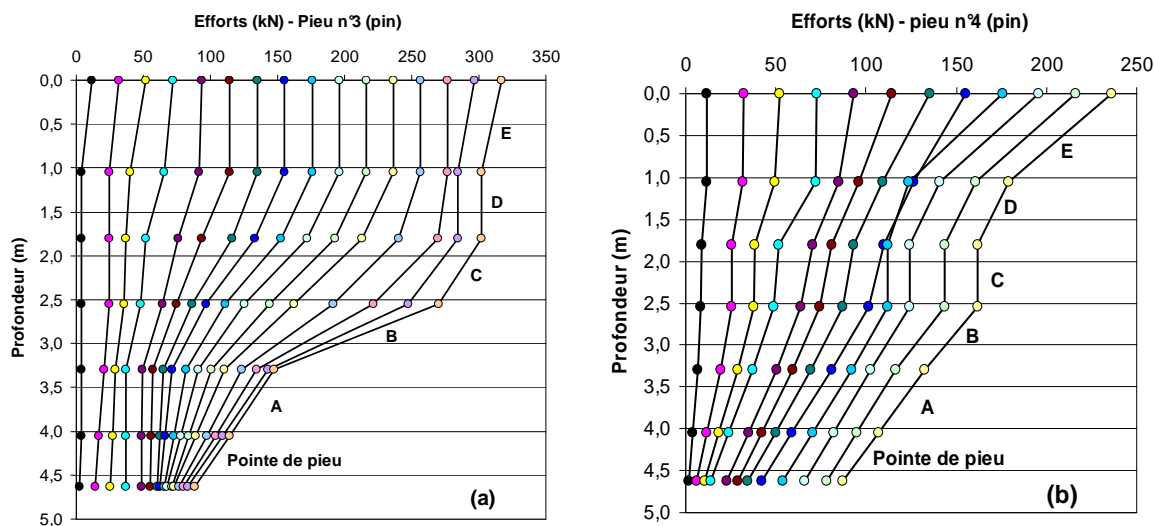 Efforts (kN) - Pieu n°3 (pin)
0 50 100 150 200 250 300 350
0,0
0,5
1,0
1,5
2,0
2,5
3,0
3,5
4,0
4,5
5,0
Profondeur (m)
E
D
C
B
A
Pointe de pieu
(a)
Efforts (kN) - pieu n°4 (pin)
0 50 100 150 200 250
0,0
0,5
1,0
1,5
2,0
2,5
3,0
3,5
4,0
4,5
5,0
Profondeur (m)
E
D
C
B
A
Pointe de pieu
(b)